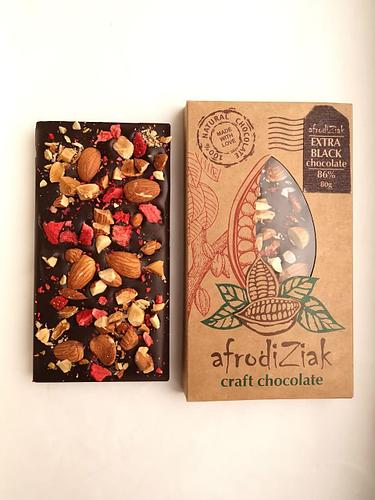 100% NATURAL CHOCOLATE
MADE
WITH
LOVE
afrodiZiak
EXTRA
BLACK
chocolate
86%
80g
afrodiZiak
craft chocolate